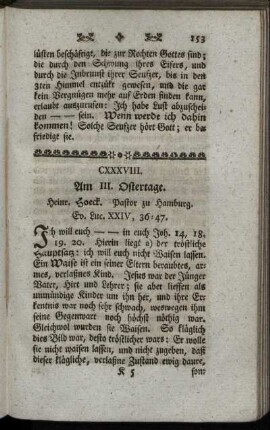 153
lüsten beschäftigt, die zur Rechten Gottes sind;
die durch den Schwung ihres Eifers, und
durch die Inbrunst ihrer Seufzer, bis in den
3ten Himmel entzükt gewesen, und die gar
kein Vergnügen mehr auf Erden finden kann,
erlaubt auszurufen: Ich habe Lust abzuschei
den — — sein. Wenn werde ich dahin
kommen! Solche Seufzer hört Gott; er be
friedigt sie.
CXXXVIII.
Am III. Ostertage.
Heinr. Hoeck. Pastor zu Hamburg.
Ev. Luc. XXIV, 36-47.
Ich will euch — — in euch Joh. 14, 18,
19. 20. Hierin liegt a) der tröstliche
Hauptsatz: ich will euch nicht Waisen lassen.
Ein Waise ist ein seiner Eltern beraubtes, ar-
mes, verlaßnes Kind. Jesus war der Jünger
Vater, Hirt und Lehrer; sie aber liessen als
unmündige Kinder um ihn her, und ihre Er-
kentnis war noch sehr schwach, weswegen ihm
seine Gegenwart noch höchst nöthig war.
Gleichwol wurden sie Waisen. So kläglich
dies Bild war, desto tröstlicher wars: Er wolle
sie nicht waisen lassen, und nicht zugeben, daß
dieser klägliche, verlaßne Zustand ewig daure,
K 5
son: